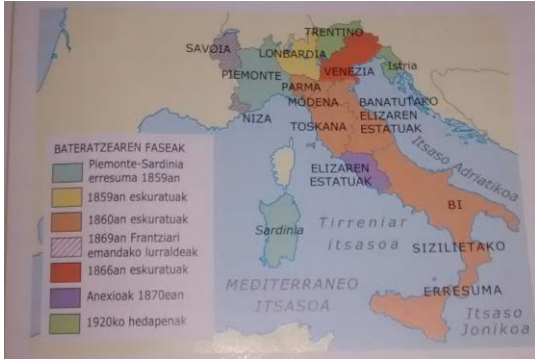 TRENTINO
SAVOIA
LONBARDIA
PIEMONTE
VENEZIA
Istria
PARMA
MÓDENA
BANATUTAKO
ELIZAREN
ESTATUAK
NIZA
TOSKANA
Itsaso Adriatikoa
ELIZAREN
ESTATUAK
BATERATZEAREN FASEAK
Piemonte-Sardinia
erresuma 1859an
1859an eskuratuak
1860an eskuratuak
1869an Frantziari
emandako lurraldeak
1866an eskuratuak
Anexioak 1870ean
1920ko hedapenak
Sardinia
Tirreniar
itsasoa
BI
SIZILIETAKO
ERRESUMA
MEDITERRANEO
ITSASOA
Itsaso
Jonikoa